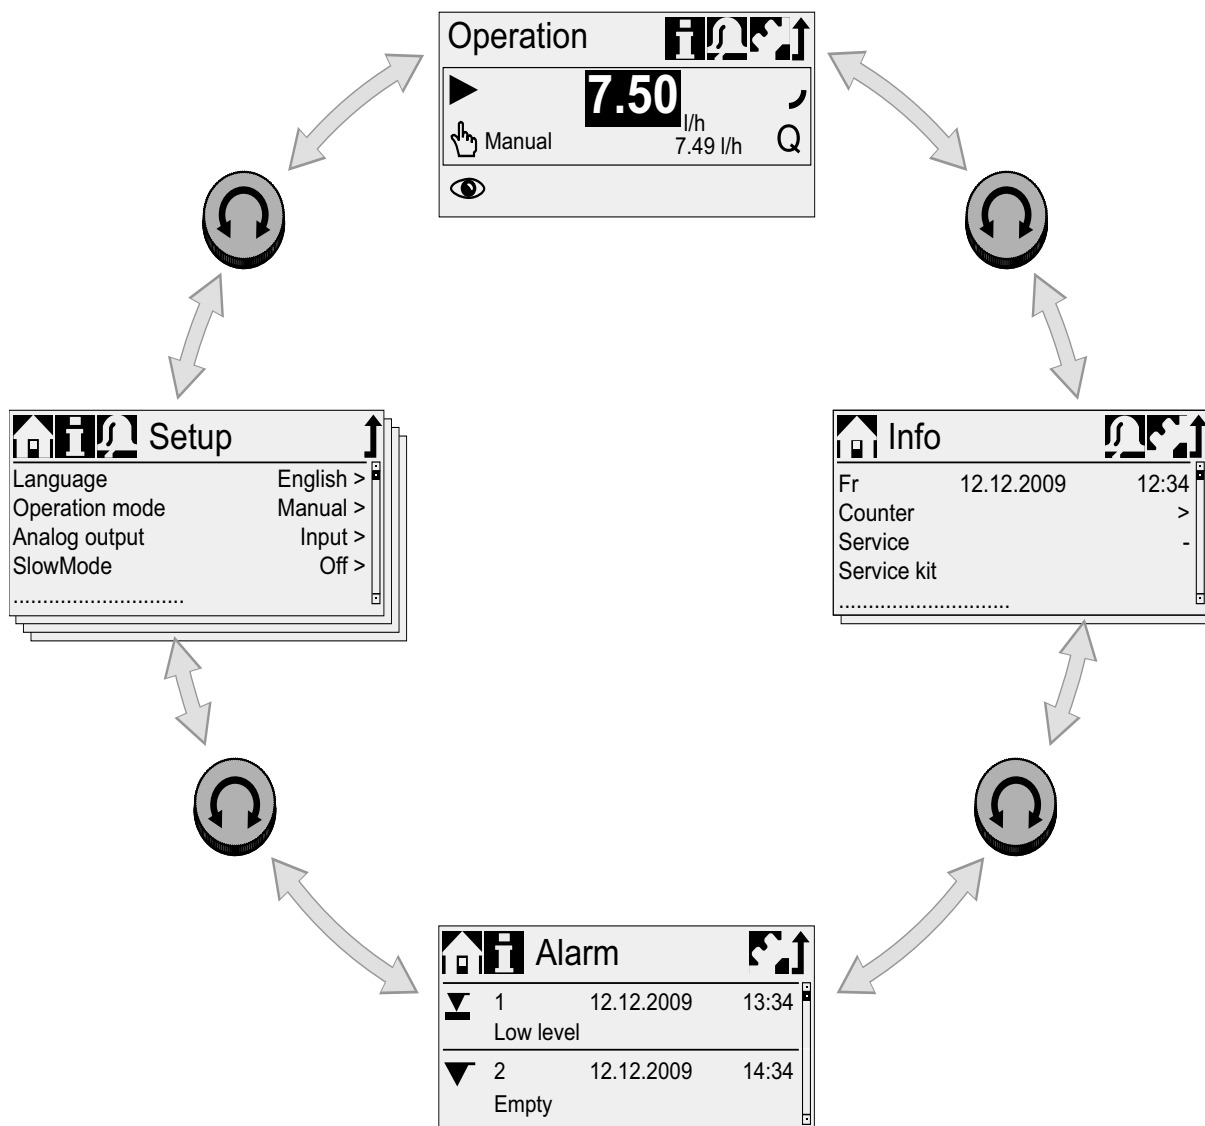 Operation
7.50
l/h
Manual 7.49 l/h Q
Setup
Language English >
Operation mode Manual >
Analog output Input >
SlowMode Off >
.............................
Info
Fr 12.12.2009 12:34
Counter >
Service -
Service kit
.............................
Alarm
1 12.12.2009 13:34
Low level
2 12.12.2009 14:34
Empty